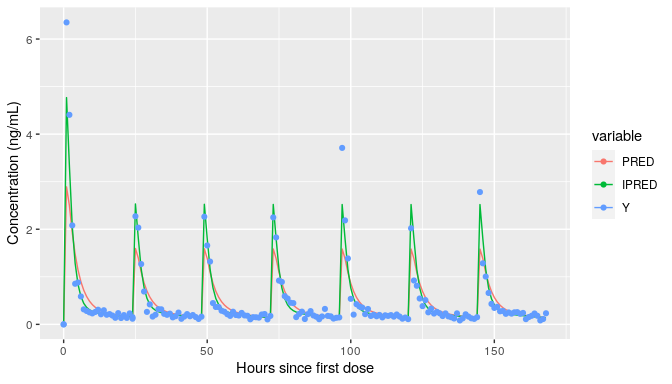 6
4
2
0
Concentration (ng/mL)
0
50
100
150
Hours since first dose
variable
PRED
IPRED
Y